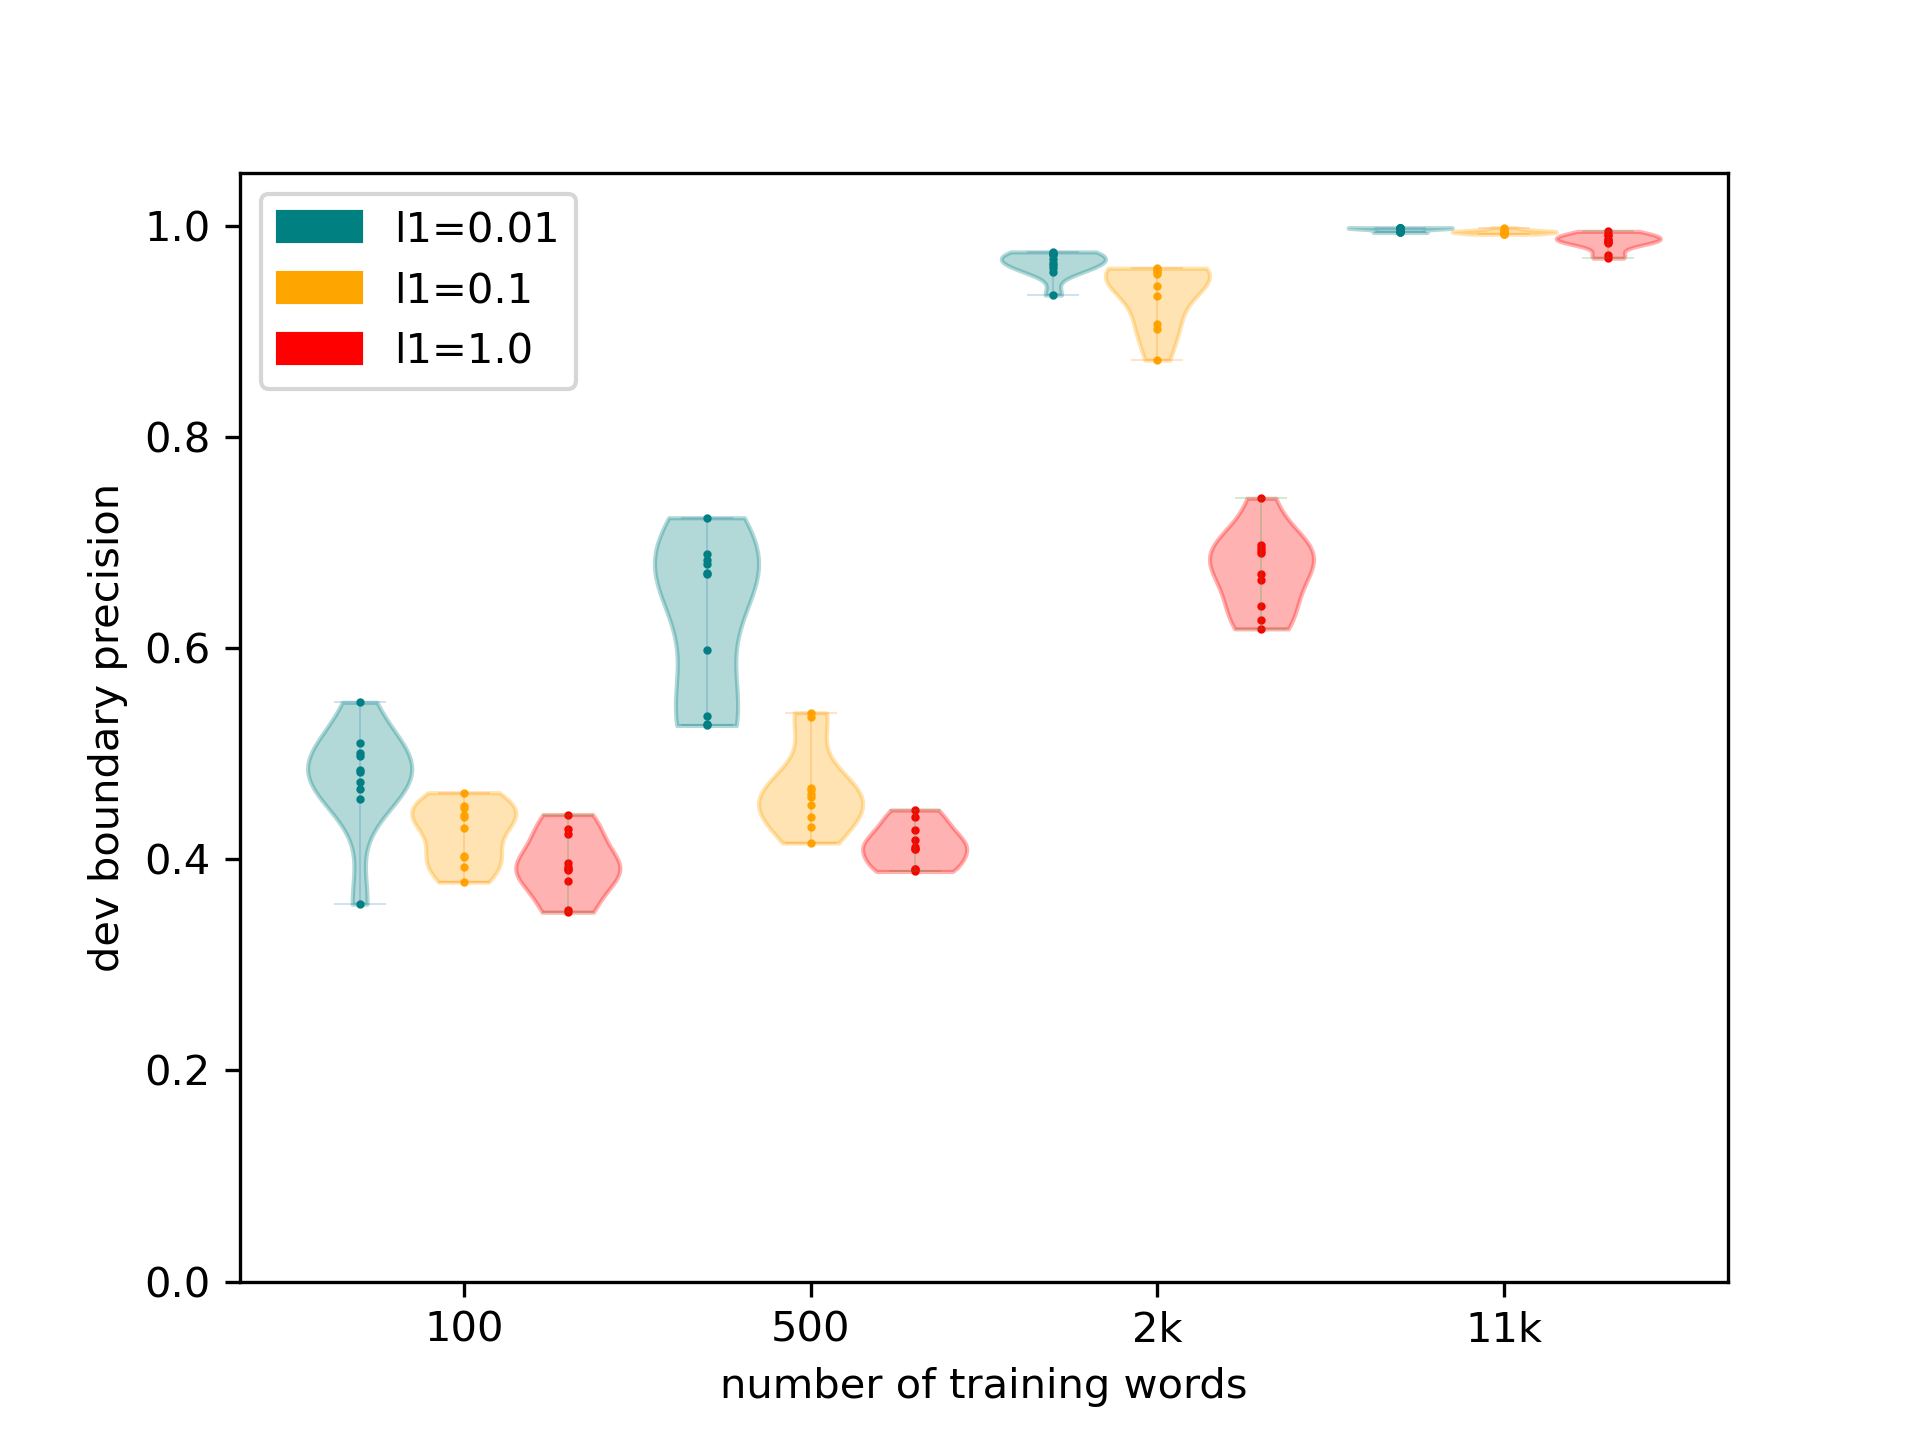 l1=0.01
l1=0.1
l1=1.0
1.0
0.8
0.6
0.4
0.2
0.0
dev boundary precision
100 500 2k 11k
number of training words